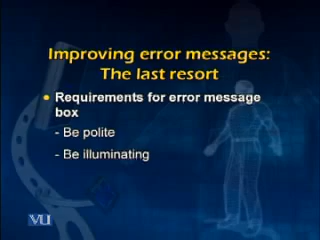 Improving error messages:
The last resort
• Requirements for error message
box
- Be polite
- Be illuminating
VU